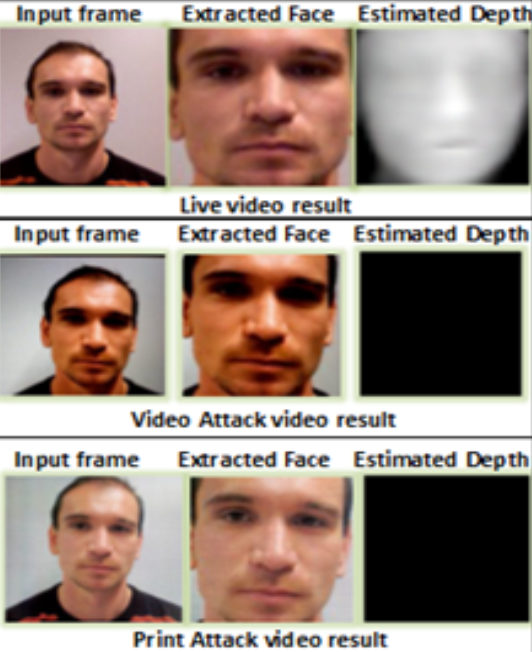 Input frame Extracted Face Estimated Depth
Live video result
Input frame Extracted Face Estimated Depth
Video Attack video result
Input frame Extracted Face Estimated Depth
Print Attack video result